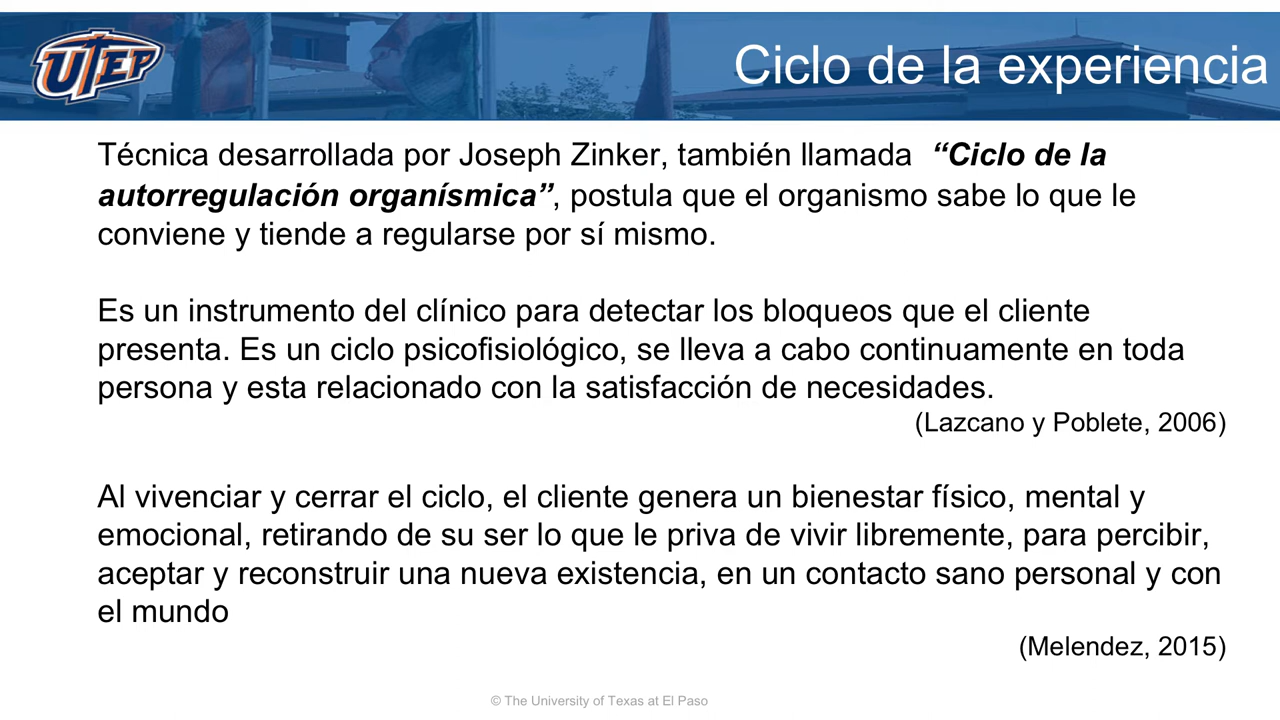 UTEP
Ciclo de la experiencia
Técnica desarrollada por Joseph Zinker, también llamada “Ciclo de la
autorregulación organísmica”, postula que el organismo sabe lo que le
conviene y tiende a regularse por sí mismo.
Es un instrumento del clínico para detectar los bloqueos que el cliente
presenta. Es un ciclo psicofisiológico, se lleva a cabo continuamente en toda
persona y esta relacionado con la satisfacción de necesidades.
(Lazcano y Poblete, 2006)
Al vivenciar y cerrar el ciclo, el cliente genera un bienestar físico, mental y
emocional, retirando de su ser lo que le priva de vivir libremente, para percibir,
aceptar y reconstruir una nueva existencia, en un contacto sano personal y con
el mundo
(Melendez, 2015)
© The University of Texas at El Paso